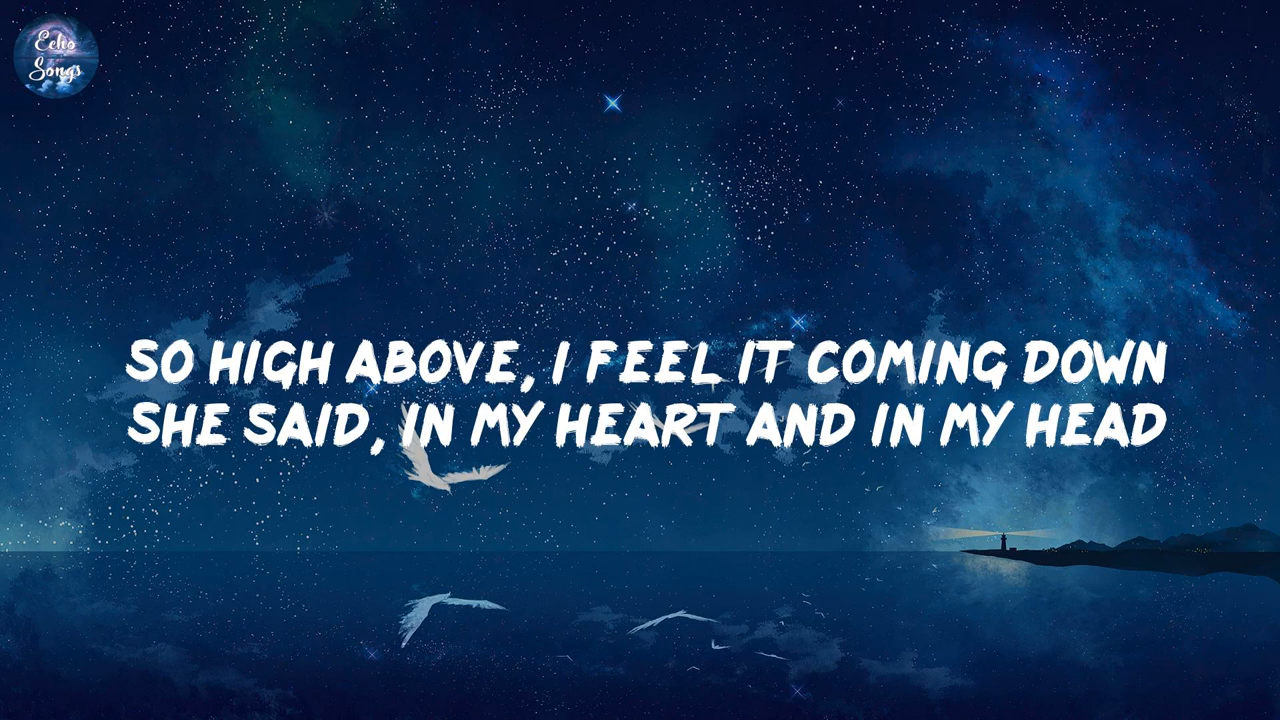 Echo
Songs
SO HIGH ABOVE, I FEEL IT COMING DOWN
SHE SAID, IN MY HEART AND IN MY HEAD